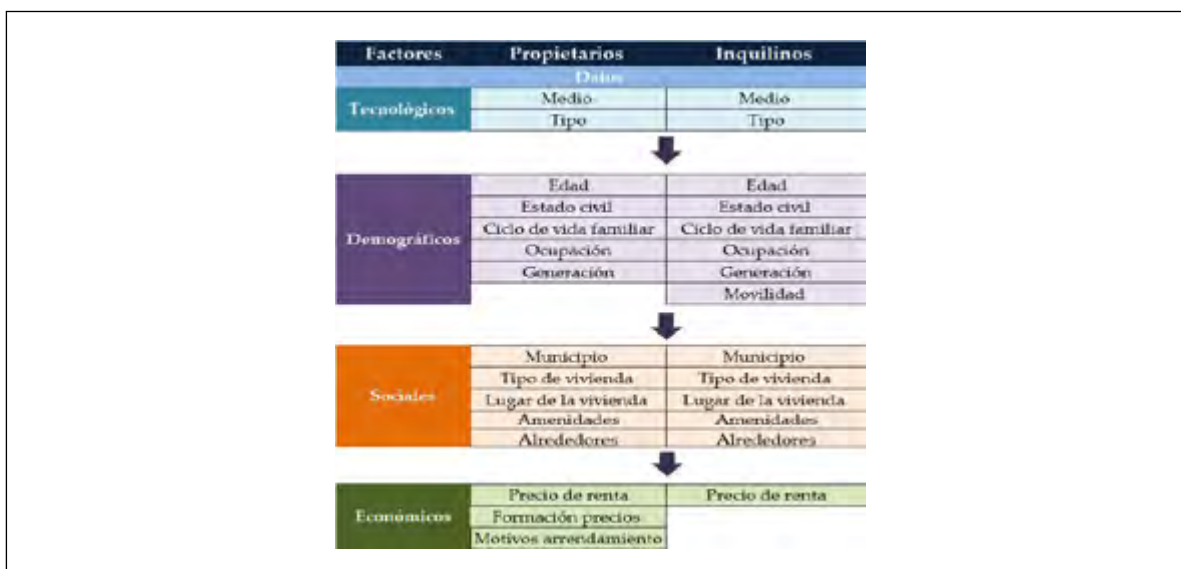 Factores Propietarios Inquilinos
Datos
Tecnológicos
Medio Medio
Tipo Tipo
Demográficos
Edad Edad
Estado civil Estado civil
Ciclo de vida familiar Ciclo de vida familiar
Ocupación Ocupación
Generación Generación
Movilidad
Sociales
Municipio Municipio
Tipo de vivienda Tipo de vivienda
Lugar de la vivienda Lugar de la vivienda
Amenidades Amenidades
Alrededores Alrededores
Económicos
Precio de renta Precio de renta
Formación precios
Motivos arrendamiento